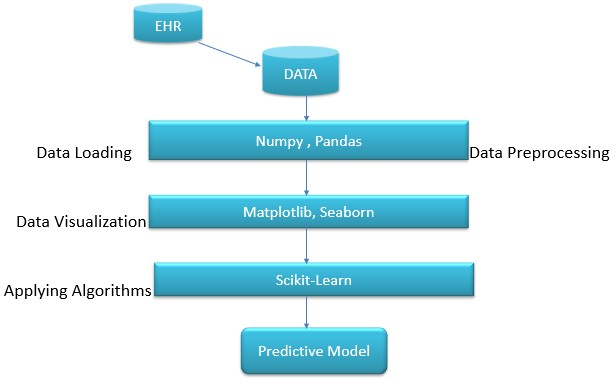 EHR
DATA
Numpy , Pandas
Data Loading
Data Preprocessing
Matplotlib, Seaborn
Data Visualization
Scikit-Learn
Applying Algorithms
Predictive Model